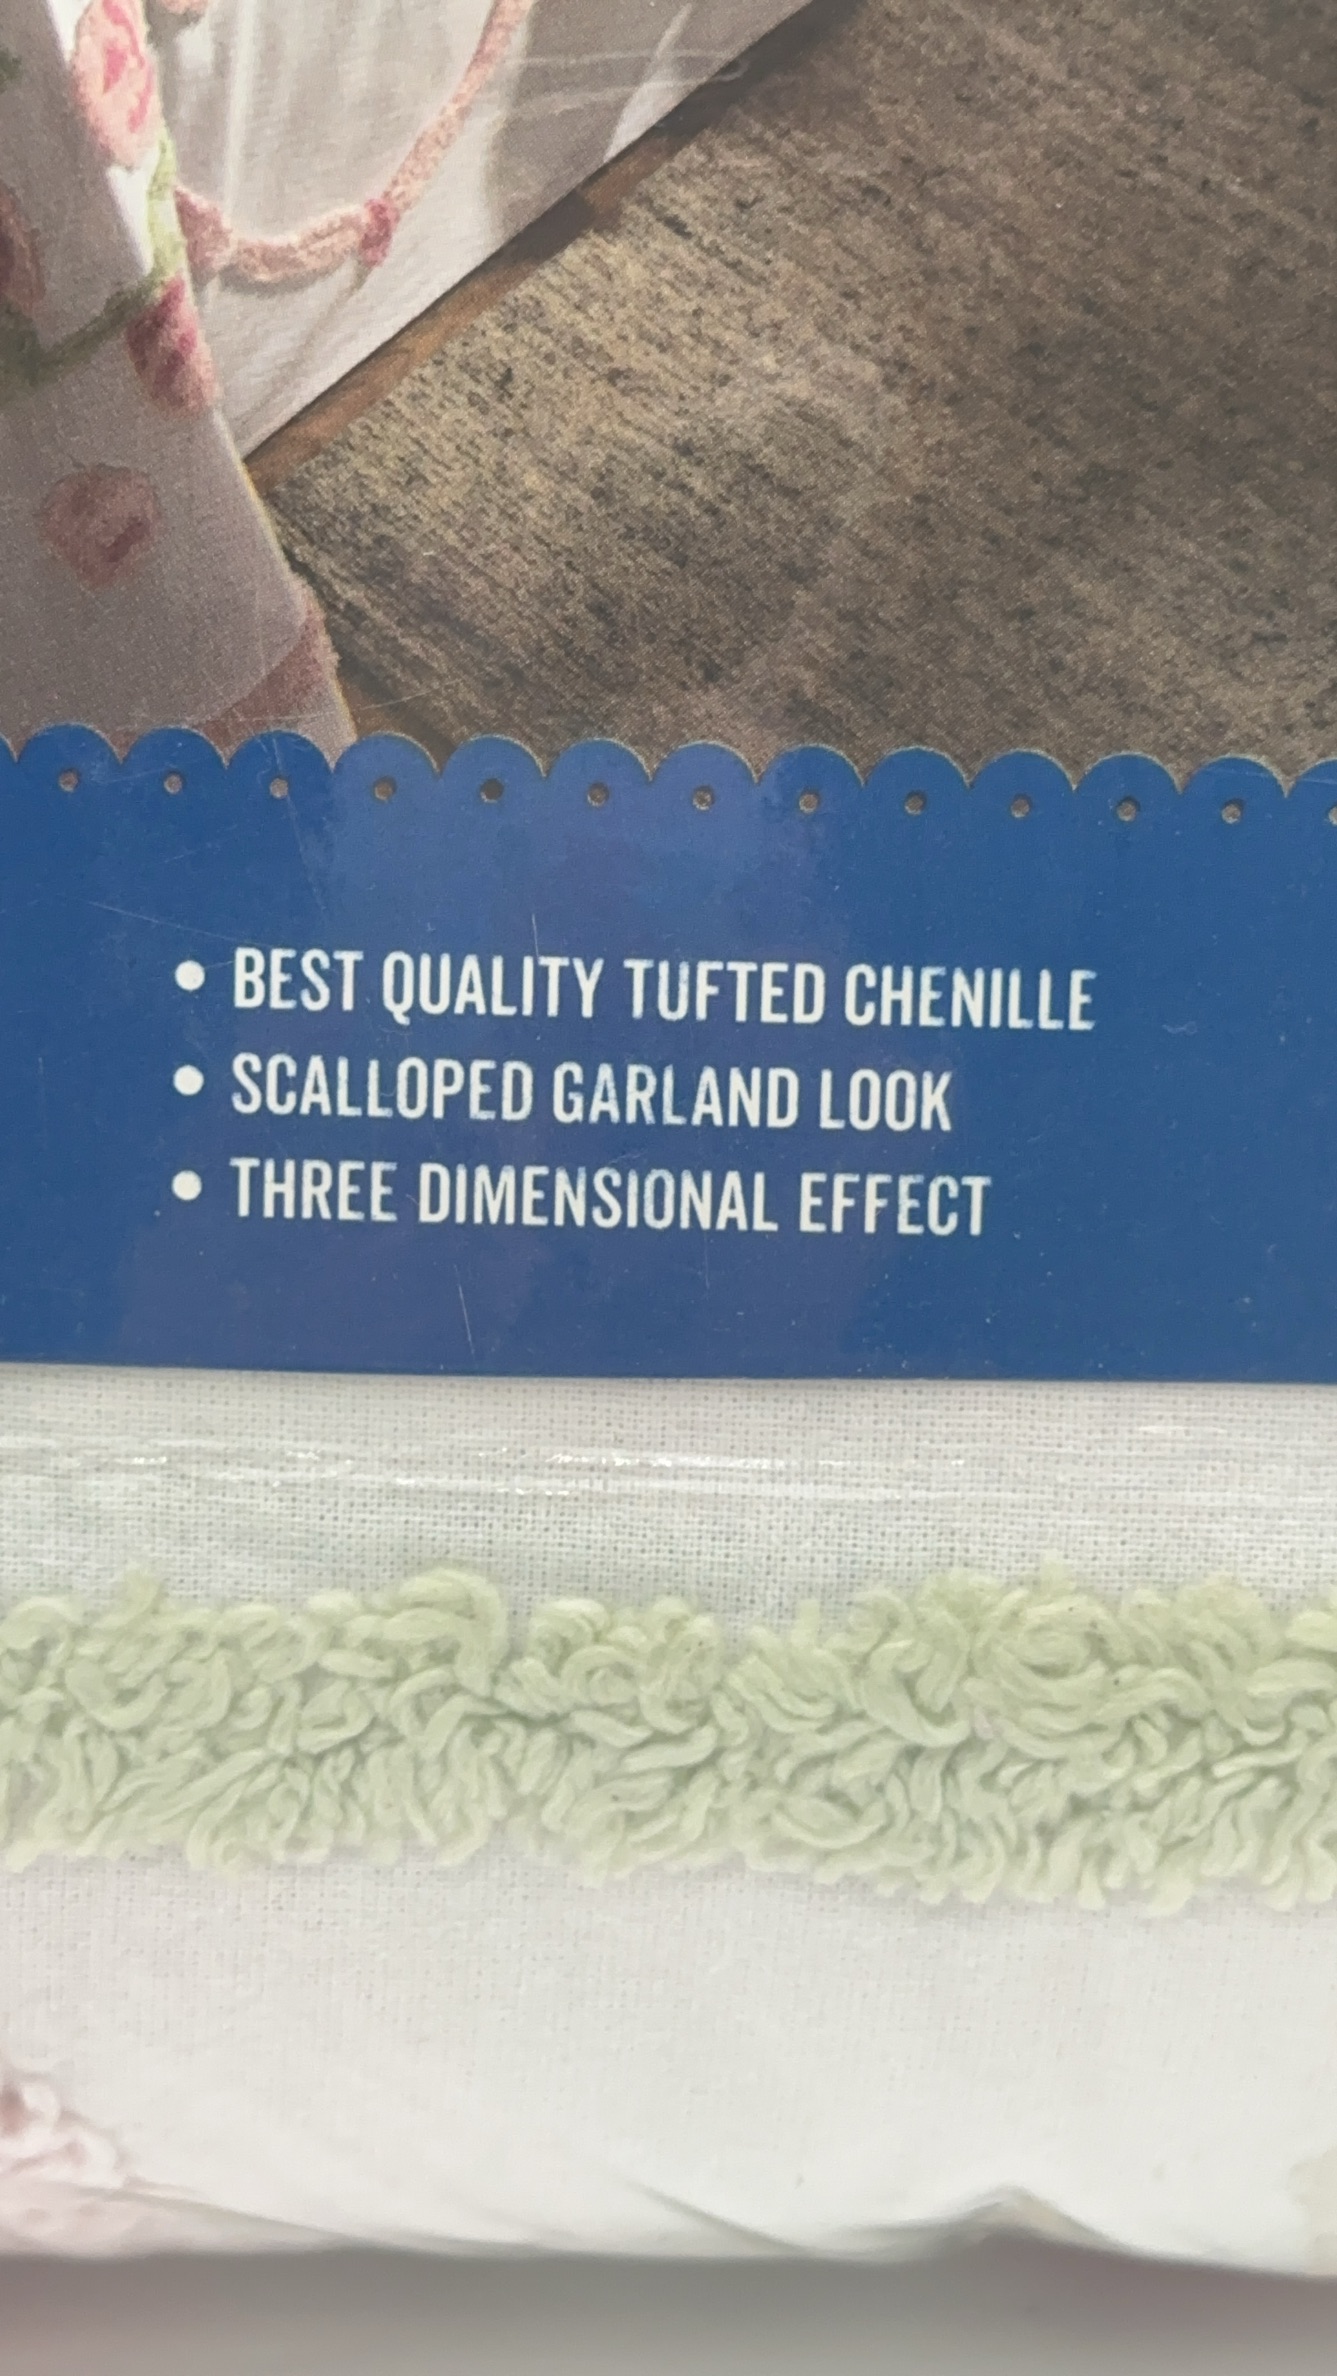 • BEST QUALITY TUFTED CHENILLE
• SCALLOPED GARLAND LOOK
• THREE DIMENSIONAL EFFECT